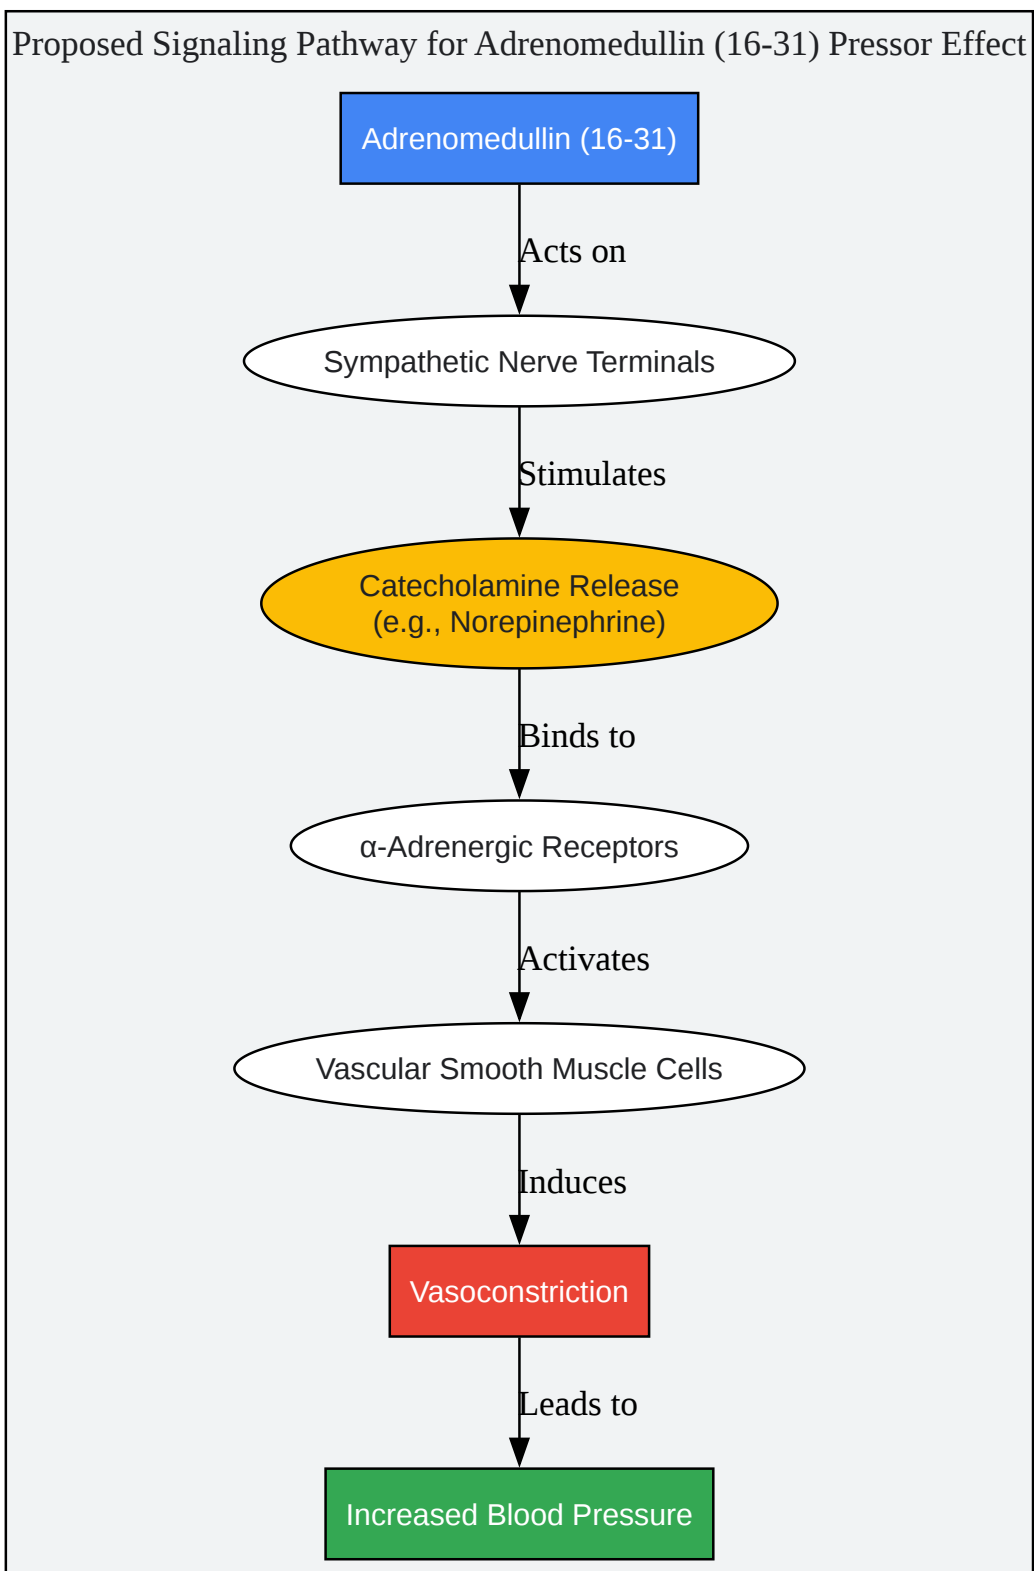 Proposed Signaling Pathway for Adrenomedullin (16-31) Pressor Effect
Adrenomedullin (16-31)
Acts on
Sympathetic Nerve Terminals
Stimulates
Catecholamine Release
(e.g., Norepinephrine)
Binds to
α-Adrenergic Receptors
Activates
Vascular Smooth Muscle Cells
Induces
Vasoconstriction
Leads to
Increased Blood Pressure